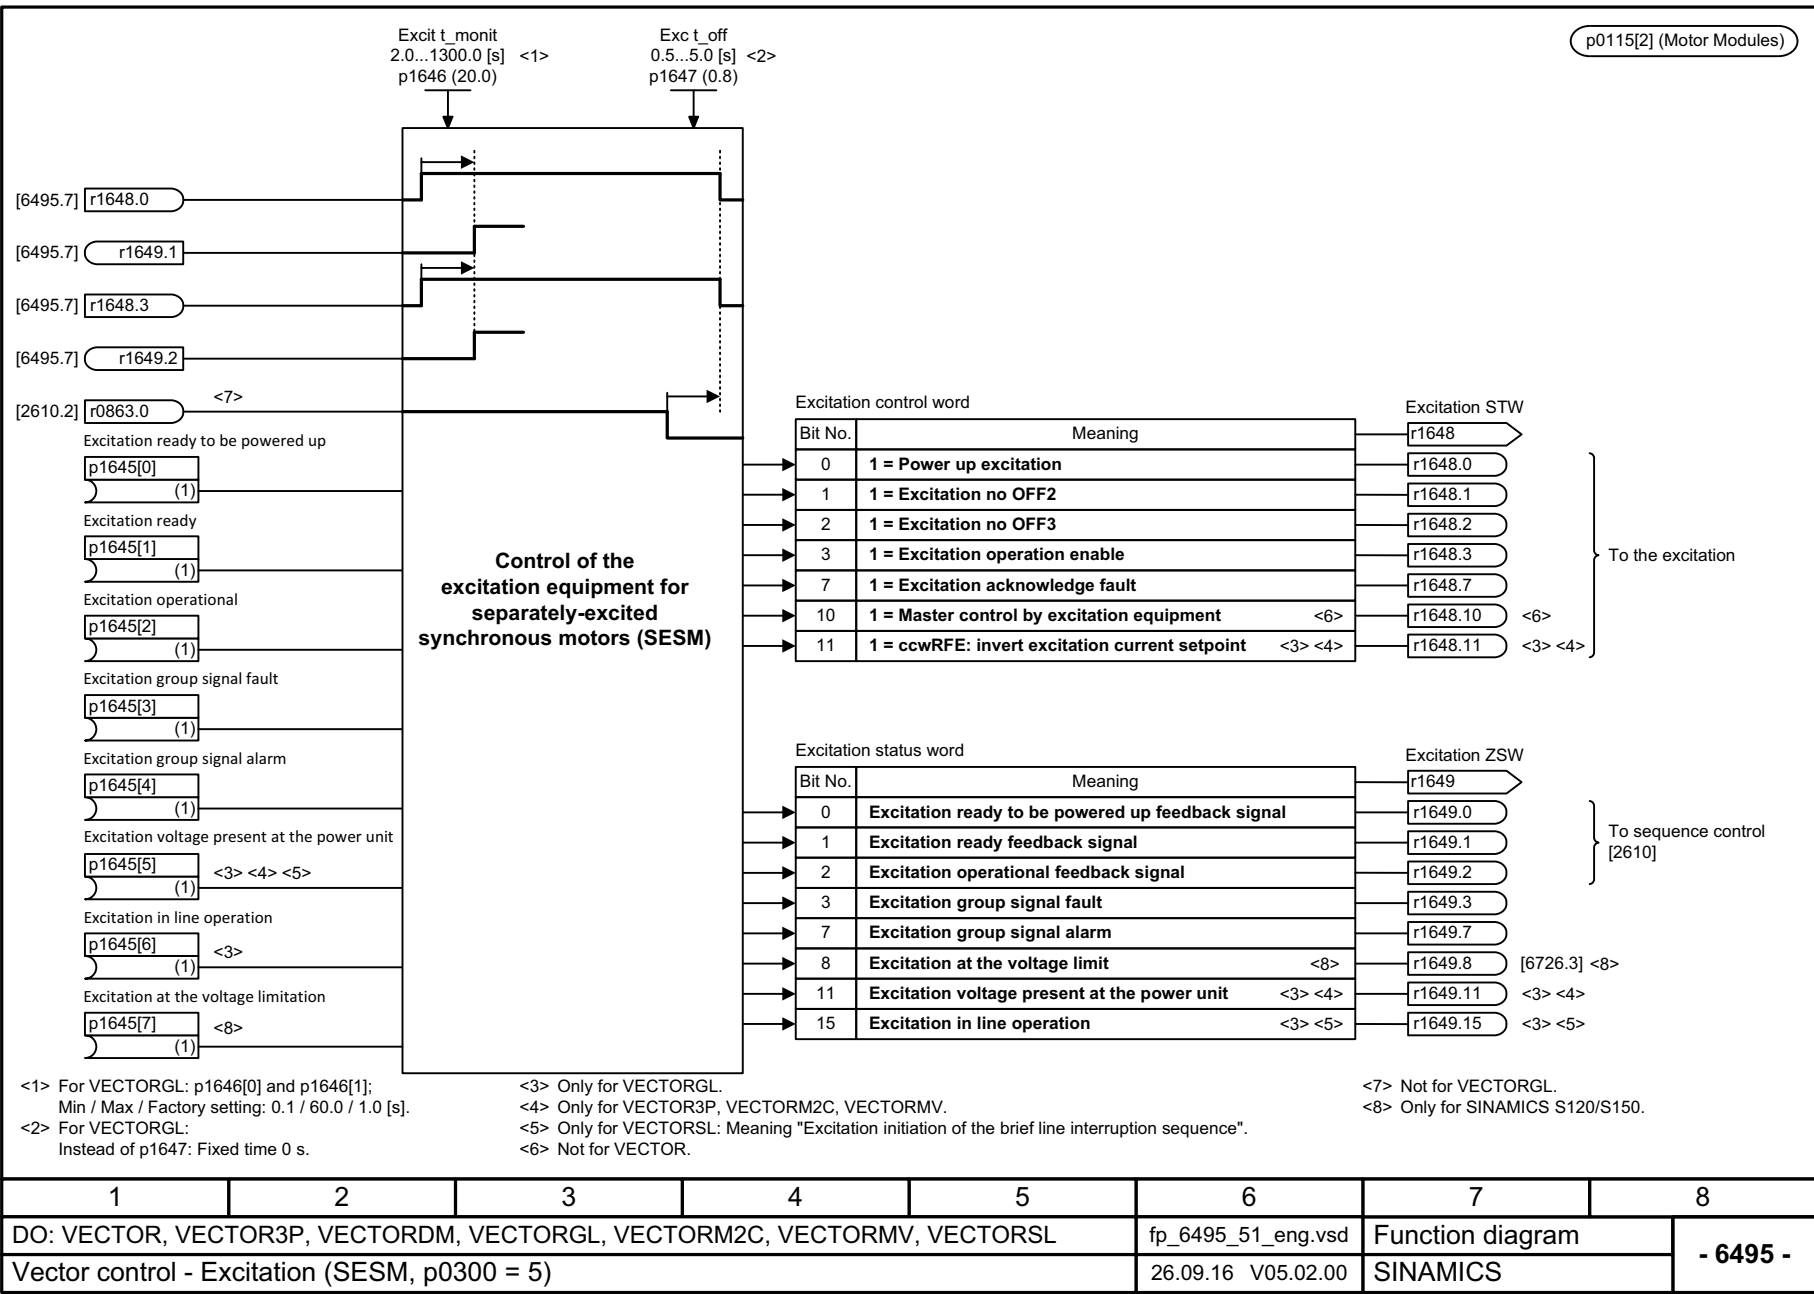 Excit t_monit
2.0...1300.0 [s] <1>
p1646 (20.0)
Exc t_off
0.5...5.0 [s] <2>
p1647 (0.8)
p0115[2] (Motor Modules)
[6495.7] r1648.0
[6495.7] r1649.1
[6495.7] r1648.3
[6495.7] r1649.2
[2610.2] r0863.0 <7>
Excitation ready to be powered up
p1645[0]
(1)
Excitation ready
p1645[1]
(1)
Excitation operational
p1645[2]
(1)
Excitation group signal fault
p1645[3]
(1)
Excitation group signal alarm
p1645[4]
(1)
Excitation voltage present at the power unit
p1645[5] <3> <4> <5>
(1)
Excitation in line operation
p1645[6] <3>
(1)
Excitation at the voltage limitation
p1645[7] <8>
(1)
Control of the
excitation equipment for
separately-excited
synchronous motors (SESM)
Excitation control word
Excitation STW
Bit No. Meaning r1648
0 1 = Power up excitation r1648.0
1 1 = Excitation no OFF2 r1648.1
2 1 = Excitation no OFF3 r1648.2
3 1 = Excitation operation enable r1648.3
7 1 = Excitation acknowledge fault r1648.7
10 1 = Master control by excitation equipment <6> r1648.10 <6>
11 1 = ccwRFE: invert excitation current setpoint <3> <4> r1648.11 <3> <4>
To the excitation
Excitation status word
Excitation ZSW
Bit No. Meaning r1649
0 Excitation ready to be powered up feedback signal r1649.0
1 Excitation ready feedback signal r1649.1
2 Excitation operational feedback signal r1649.2
3 Excitation group signal fault r1649.3
7 Excitation group signal alarm r1649.7
8 Excitation at the voltage limit <8> r1649.8 [6726.3] <8>
11 Excitation voltage present at the power unit <3> <4> r1649.11 <3> <4>
15 Excitation in line operation <3> <5> r1649.15 <3> <5>
To sequence control
[2610]
<1> For VECTORGL: p1646[0] and p1646[1];
Min / Max / Factory setting: 0.1 / 60.0 / 1.0 [s].
<2> For VECTORGL:
Instead of p1647: Fixed time 0 s.
<3> Only for VECTORGL.
<4> Only for VECTOR3P, VECTORM2C, VECTORMV.
<5> Only for VECTORSL: Meaning "Excitation initiation of the brief line interruption sequence".
<6> Not for VECTOR.
<7> Not for VECTORGL.
<8> Only for SINAMICS S120/S150.
1 2 3 4 5 6 7 8
DO: VECTOR, VECTOR3P, VECTORDM, VECTORGL, VECTORM2C, VECTORMV, VECTORSL fp_6495_51_eng.vsd Function diagram
- 6495 -
Vector control - Excitation (SESM, p0300 = 5) 26.09.16 V05.02.00 SINAMICS